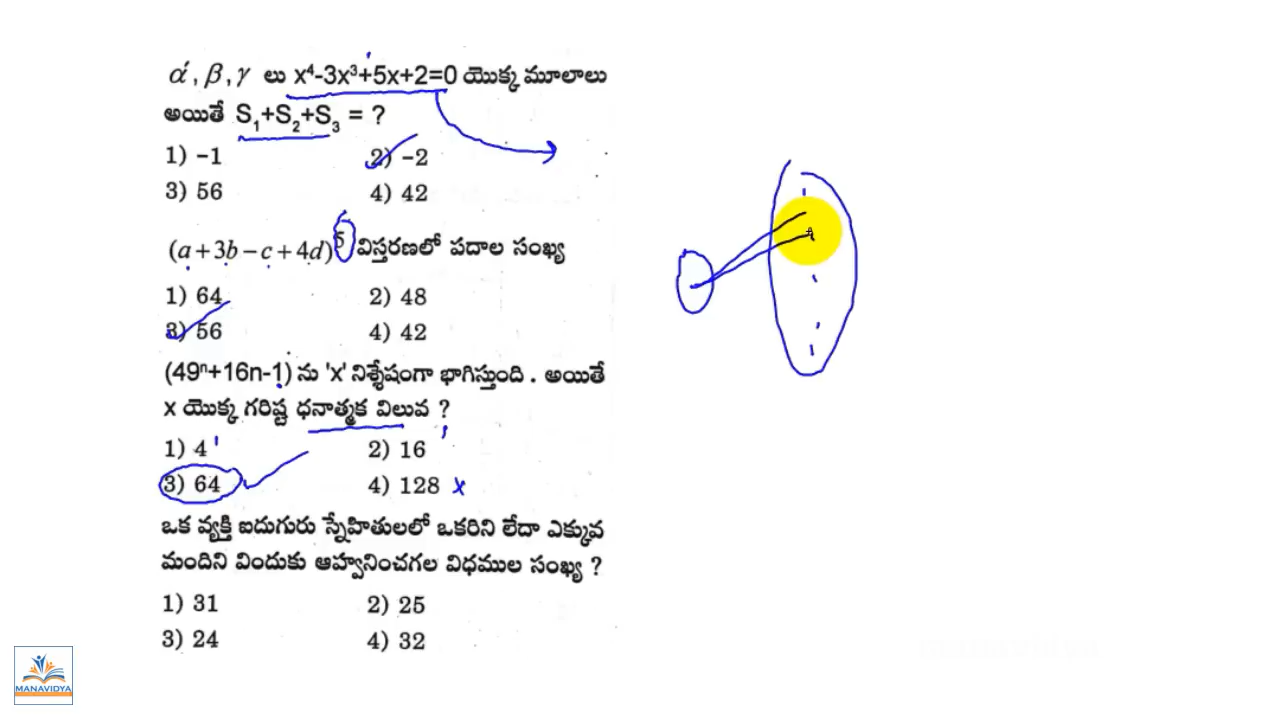 α, β, γ లు x⁴-3x³+5x+2=0 యొక్క మూలాలు
అయితే S₁+S₂+S₃ = ?
1) -1 2) -2
3) 56 4) 42
(a+3b-c+4d)⁵ విస్తరణలో పదాల సంఖ్య
1) 64 2) 48
3) 56 4) 42
(49ⁿ+16n-1) ను 'x' నిశ్శేషంగా భాగిస్తుంది . అయితే
x యొక్క గరిష్ట ధనాత్మక విలువ ?
1) 4 2) 16
3) 64 4) 128 x
ఒక వ్యక్తి ఐదుగురు స్నేహితులలో ఒకరిని లేదా ఎక్కువ
మందిని విందుకు ఆహ్వనించగల విధముల సంఖ్య ?
1) 31 2) 25
3) 24 4) 32
MANAVIDYA